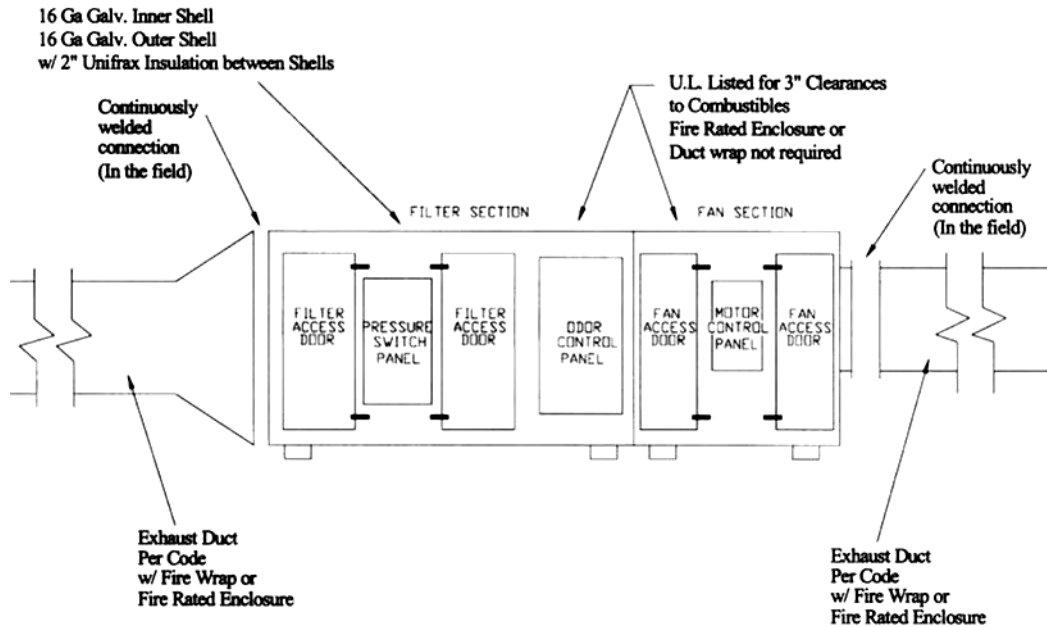 16 Ga Galv. Inner Shell
16 Ga Galv. Outer Shell
w/ 2" Unifrax Insulation between Shells
Continuously
welded
connection
(In the field)
U.L. Listed for 3" Clearances
to Combustibles
Fire Rated Enclosure or
Duct wrap not required
Continuously
welded
connection
(In the field)
FILTER SECTION
FAN SECTION
FILTER
ACCESS
DOOR
PRESSURE
SWITCH
PANEL
FILTER
ACCESS
DOOR
ODOR
CONTROL
PANEL
FAN
ACCESS
DOOR
MOTOR
CONTROL
PANEL
FAN
ACCESS
DOOR
Exhaust Duct
Per Code
w/ Fire Wrap or
Fire Rated Enclosure
Exhaust Duct
Per Code
w/ Fire Wrap or
Fire Rated Enclosure